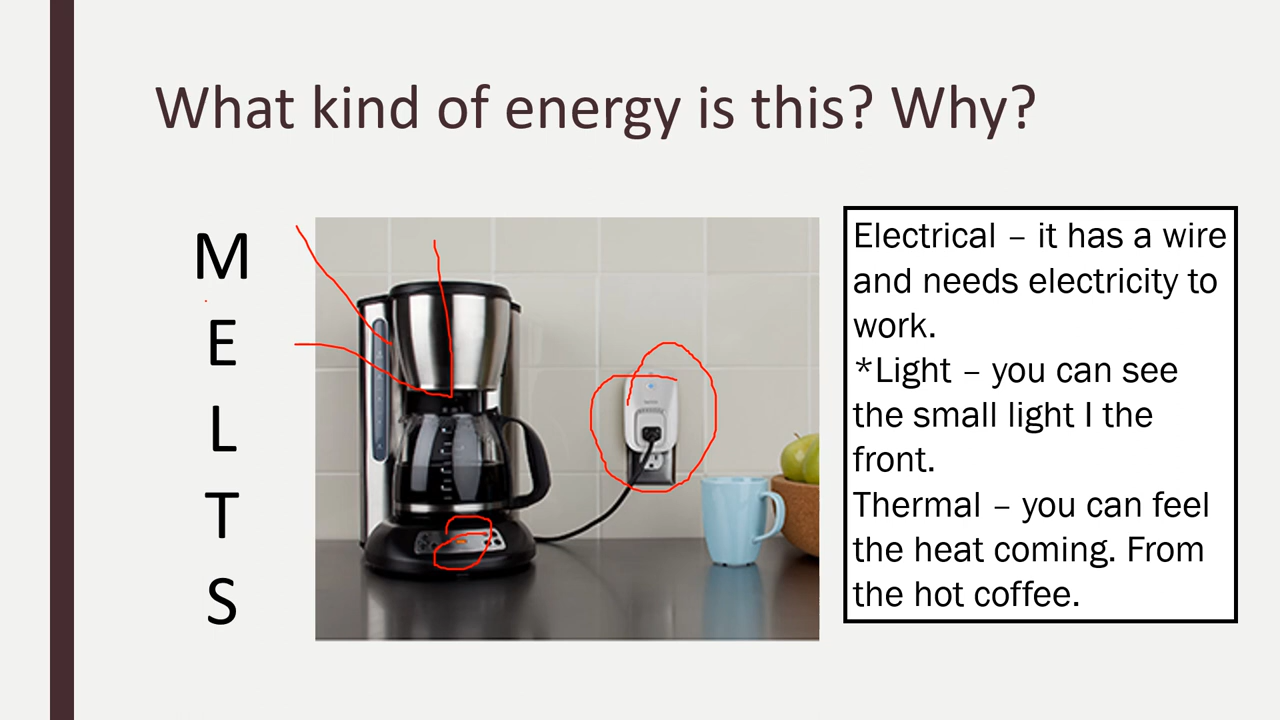 What kind of energy is this? Why?
M
E
L
T
S
Electrical – it has a wire
and needs electricity to
work.
*Light – you can see
the small light I the
front.
Thermal – you can feel
the heat coming. From
the hot coffee.